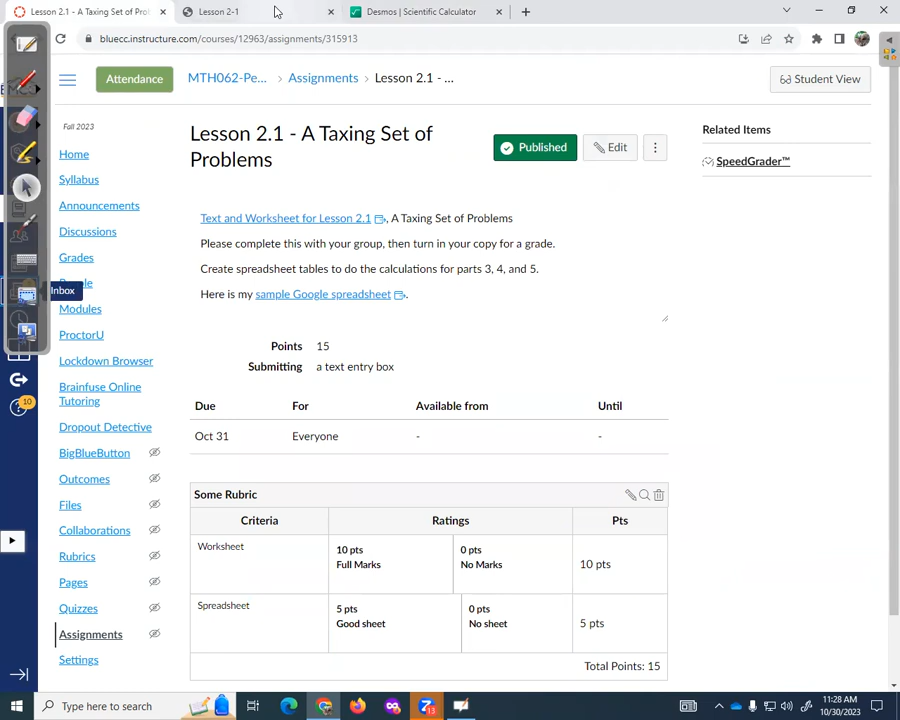 Lesson 2.1 - A Taxing Set of Prob
Lesson 2-1
Desmos | Scientific Calculator
bluecc.instructure.com/courses/12963/assignments/315913
Attendance
MTH062-Pe...
Assignments
Lesson 2.1 - ...
Student View
Fall 2023
Home
Syllabus
Announcements
Discussions
Grades
Inbox
Modules
ProctorU
Lockdown Browser
Brainfuse Online
Tutoring
Dropout Detective
BigBlueButton
Outcomes
Files
Collaborations
Rubrics
Pages
Quizzes
Assignments
Settings
10
Lesson 2.1 - A Taxing Set of
Problems
Published
Edit
Related Items
SpeedGrader™
Text and Worksheet for Lesson 2.1 , A Taxing Set of Problems
Please complete this with your group, then turn in your copy for a grade.
Create spreadsheet tables to do the calculations for parts 3, 4, and 5.
Here is my sample Google spreadsheet .
Points 15
Submitting a text entry box
Due For Available from Until
Oct 31 Everyone - -
Some Rubric
Criteria Ratings Pts
Worksheet
10 pts
Full Marks
0 pts
No Marks
10 pts
Spreadsheet
5 pts
Good sheet
0 pts
No sheet
5 pts
Total Points: 15
Type here to search
11:28 AM
10/30/2023